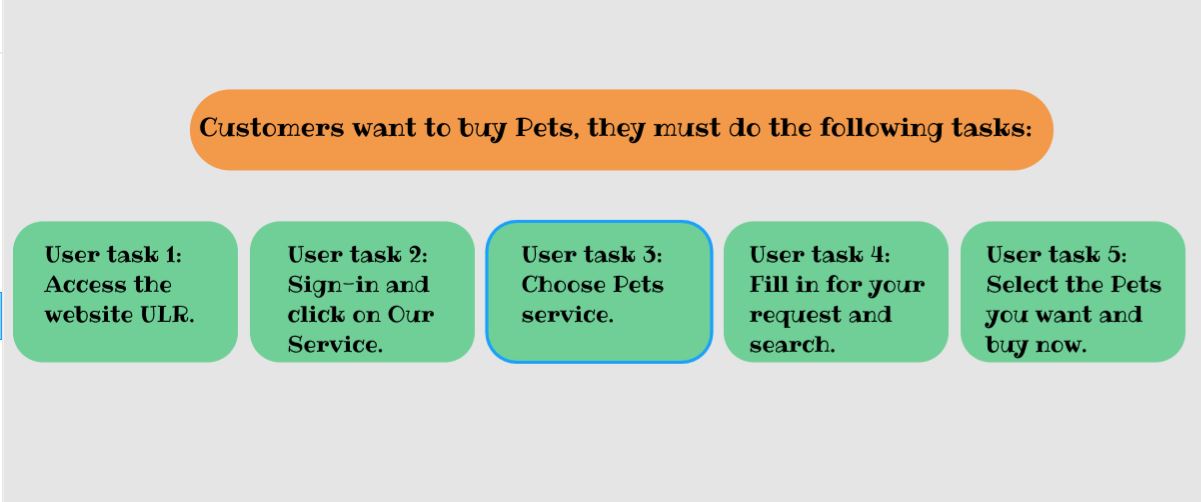 Customers want to buy Pets, they must do the following tasks:
User task 1:
Access the
website ULR.
User task 2:
Sign-in and
click on Our
Service.
User task 3:
Choose Pets
service.
User task 4:
Fill in for your
request and
search.
User task 5:
Select the Pets
you want and
buy now.